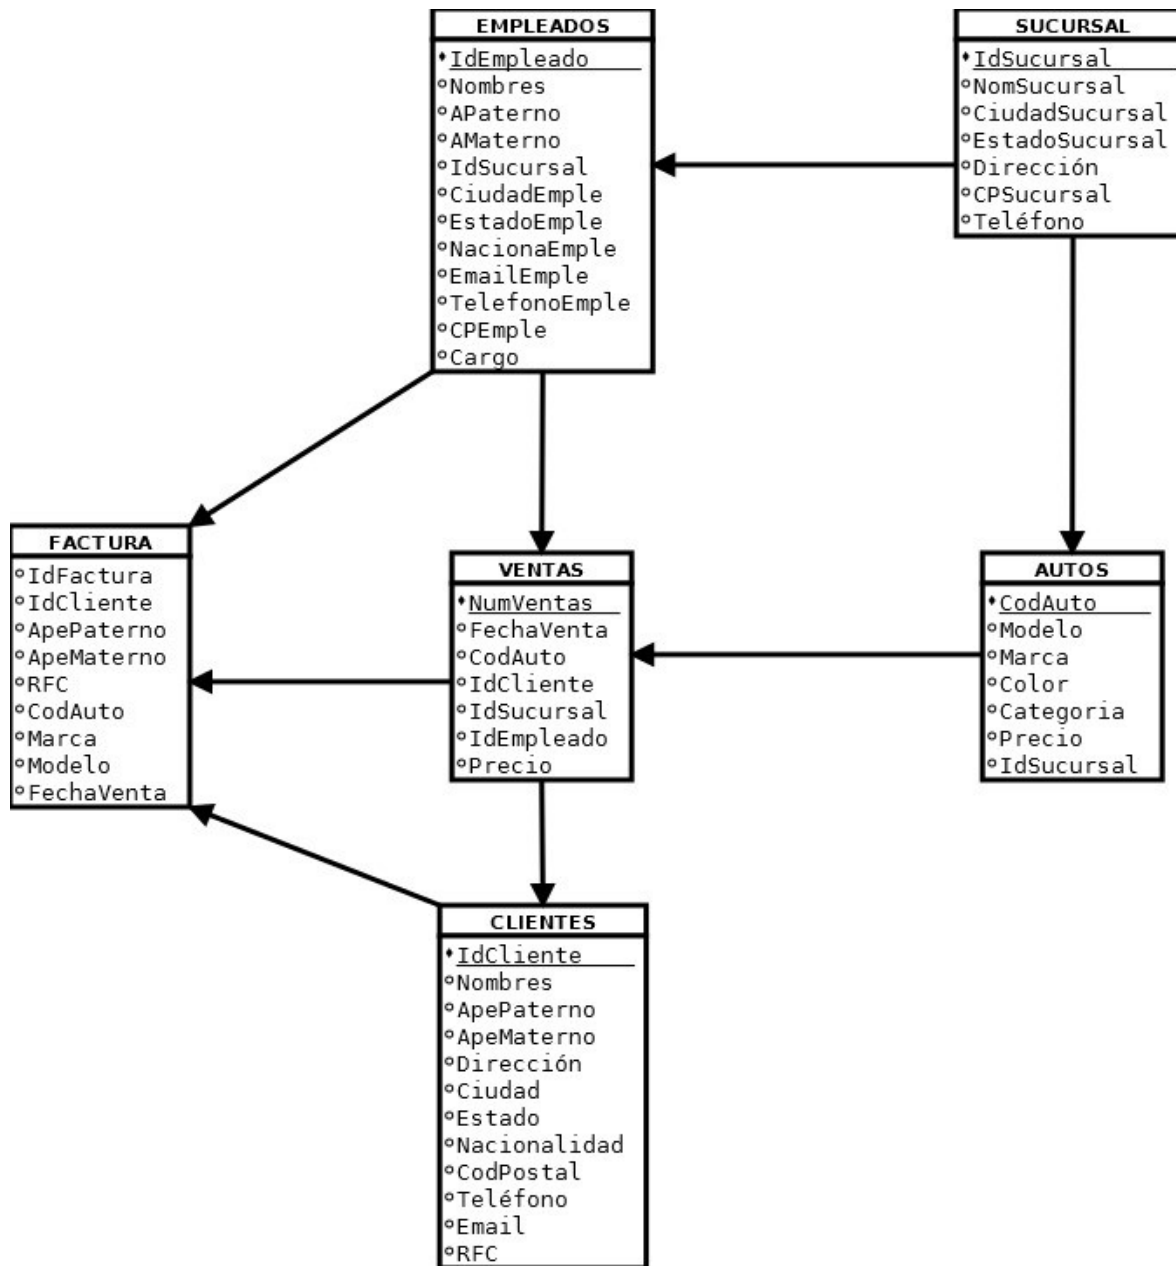 EMPLEADOS
IdEmpleado
Nombres
APaterno
AMaterno
IdSucursal
CiudadEmple
EstadoEmple
NacionaEmple
EmailEmple
TelefonoEmple
CPEmple
Cargo
SUCURSAL
IdSucursal
NomSucursal
CiudadSucursal
EstadoSucursal
Dirección
CPSucursal
Teléfono
FACTURA
IdFactura
IdCliente
ApePaterno
ApeMaterno
RFC
CodAuto
Marca
Modelo
FechaVenta
VENTAS
NumVentas
FechaVenta
CodAuto
IdCliente
IdSucursal
IdEmpleado
Precio
AUTOS
CodAuto
Modelo
Marca
Color
Categoria
Precio
IdSucursal
CLIENTES
IdCliente
Nombres
ApePaterno
ApeMaterno
Dirección
Ciudad
Estado
Nacionalidad
CodPostal
Teléfono
Email
RFC